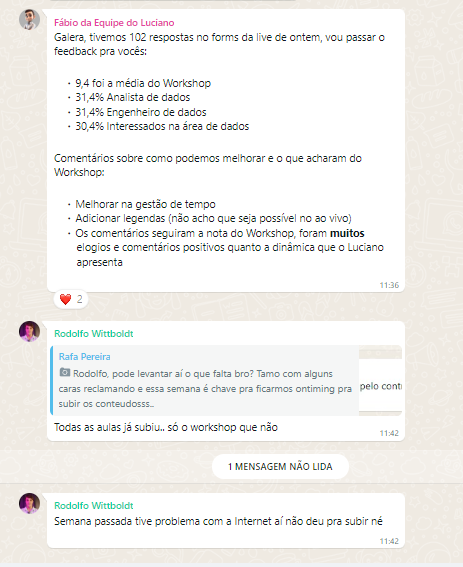 Fábio da Equipe do Luciano
Galera, tivemos 102 respostas no forms da live de ontem, vou passar o
feedback pra vocês:
• 9,4 foi a média do Workshop
• 31,4% Analista de dados
• 31,4% Engenheiro de dados
• 30,4% Interessados na área de dados
Comentários sobre como podemos melhorar e o que acharam do
Workshop:
• Melhorar na gestão de tempo
• Adicionar legendas (não acho que seja possível no ao vivo)
• Os comentários seguiram a nota do Workshop, foram muitos
elogios e comentários positivos quanto a dinâmica que o Luciano
apresenta
11:36
2
Rodolfo Wittboldt
Rafa Pereira
Rodolfo, pode levantar aí o que falta bro? Tamo com alguns
caras reclamando e essa semana é chave pra ficarmos ontiming pra
subir os conteudosss..
pelo cont
Todas as aulas já subiu.. só o workshop que não
11:42
1 MENSAGEM NÃO LIDA
Rodolfo Wittboldt
Semana passada tive problema com a Internet aí não deu pra subir né
11:42